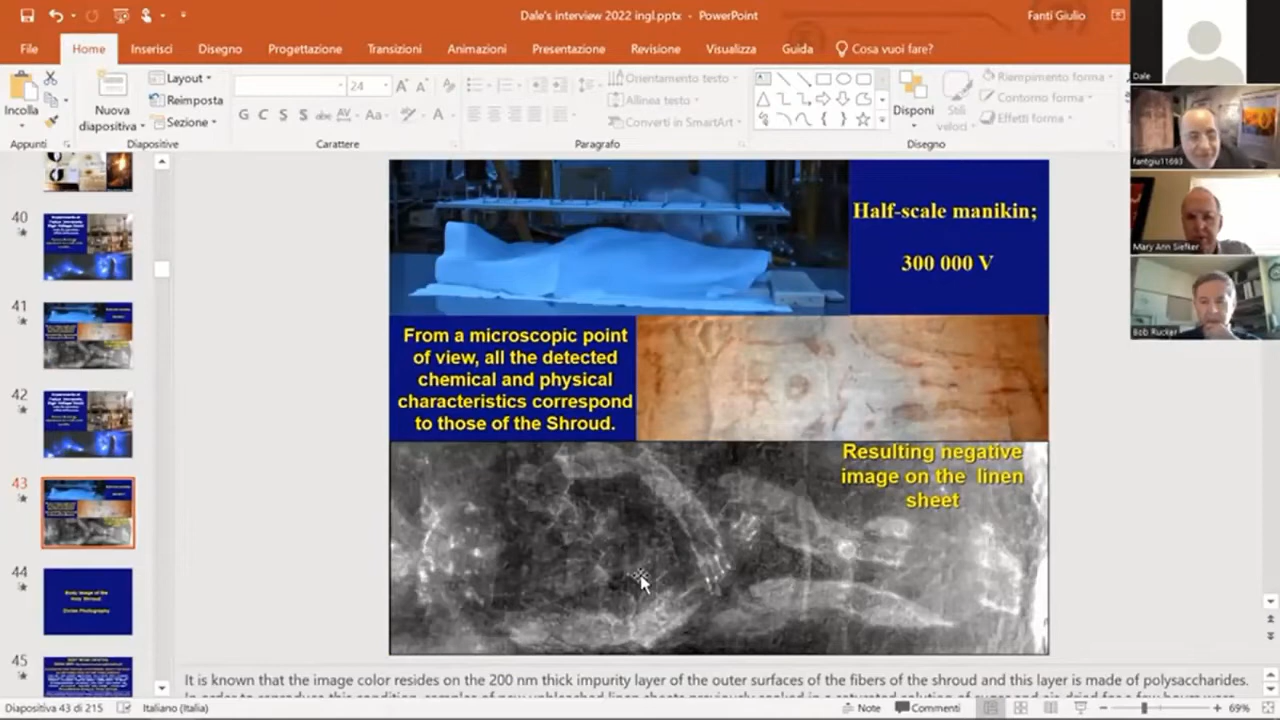 Dale's interview 2022 ingl.pptx - PowerPoint
Fanti Giulio
File Home Inserisci Disegno Progettazione Transizioni Animazioni Presentazione Revisione Visualizza Guida Cosa vuoi fare?
Incolla
Appunti
Nuova
diapositiva
Layout
Reimposta
Sezione
Diapositive
24
G C S S abc AV Aa A
Carattere
Orientamento testo
Allinea testo
Converti in SmartArt
Paragrafo
Disponi
Stili
veloci
Riempimento forma
Contorno forma
Effetti forma
Disegno
Dale
fantgiu11693
Mary Ann Siefker
Bob Rucker
40
41
42
43
44
45
Half-scale manikin;
300 000 V
From a microscopic point
of view, all the detected
chemical and physical
characteristics correspond
to those of the Shroud.
Resulting negative
image on the linen
sheet
It is known that the image color resides on the 200 nm thick impurity layer of the outermost fibers of the
and this layer is made of polysaccharides.
Diapositiva 43 di 215
Italiano (Italia)
Note
Commenti
69%